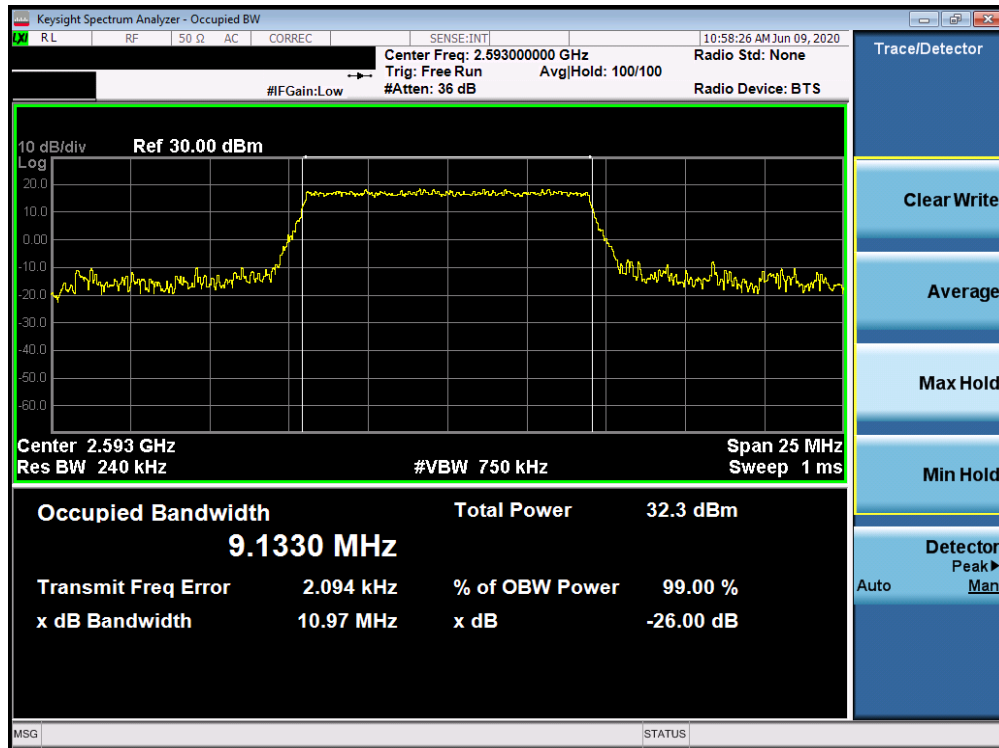 Keysight Spectrum Analyzer - Occupied BW
LXI RL RF 50 Ω AC CORREC SENSE:INT 10:58:26 AM Jun 09, 2020
Center Freq: 2.593000000 GHz Radio Std: None
Trig: Free Run Avg|Hold: 100/100
#IFGain:Low #Atten: 36 dB Radio Device: BTS
10 dB/div Ref 30.00 dBm
Log
20.0
10.0
0.00
-10.0
-20.0
-30.0
-40.0
-50.0
-60.0
Center 2.593 GHz Span 25 MHz
Res BW 240 kHz #VBW 750 kHz Sweep 1 ms
Occupied Bandwidth Total Power 32.3 dBm
9.1330 MHz
Transmit Freq Error 2.094 kHz % of OBW Power 99.00 %
x dB Bandwidth 10.97 MHz x dB -26.00 dB
MSG STATUS
Trace/Detector
Clear Write
Average
Max Hold
Min Hold
Detector
Peak▶
Auto Man